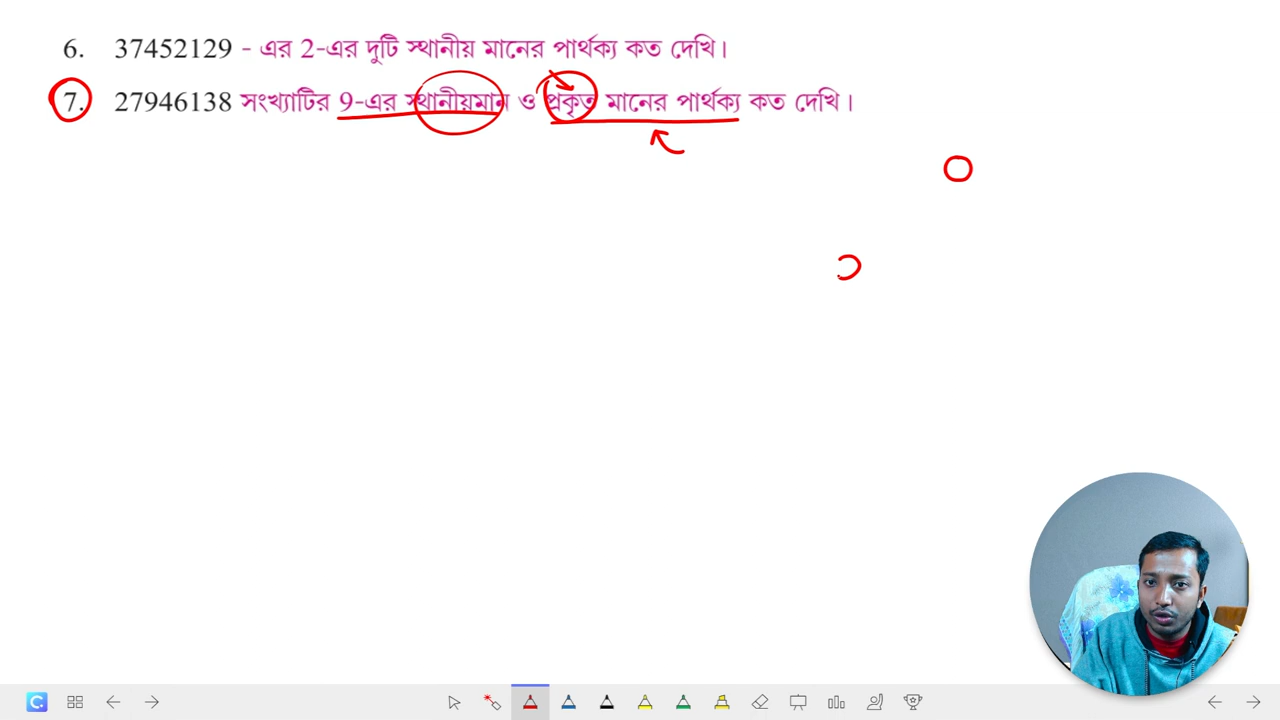 6. 37452129 - এর 2-এর দুটি স্থানীয় মানের পার্থক্য কত দেখি।
7. 27946138 সংখ্যাটির 9-এর স্থানীয়মান ও প্রকৃত মানের পার্থক্য কত দেখি।